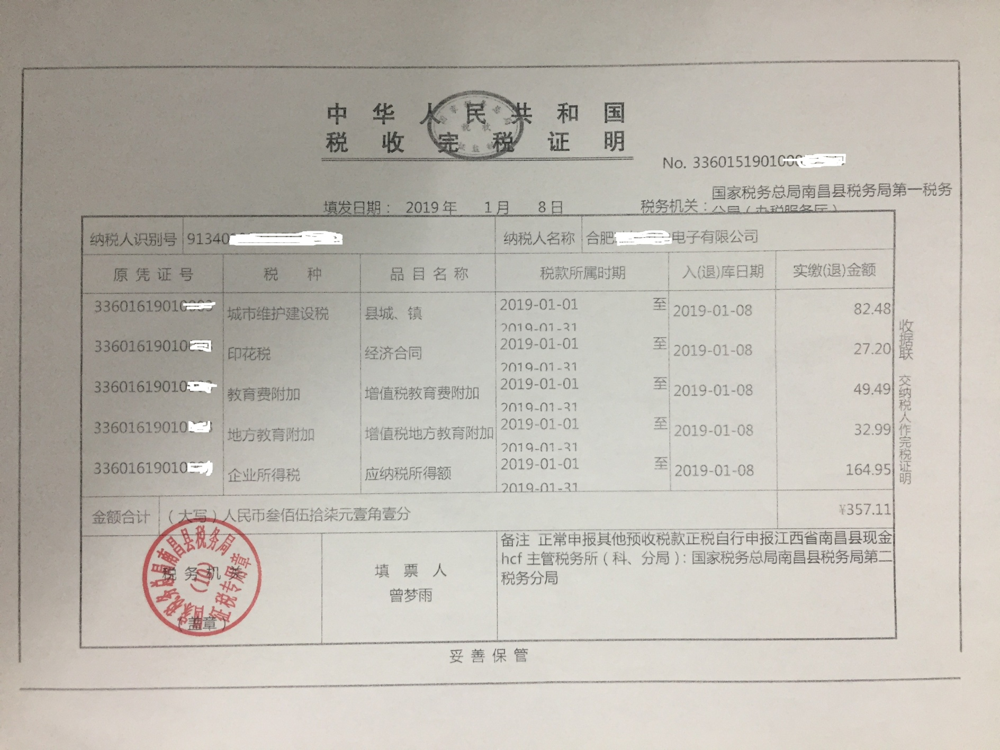 中华人民共和国
税收完税证明
No. 336015190100
国家税务总局南昌县税务局第一税务
填发日期： 2019年 1月 8日 税务机关：分局（办税服务厅）
纳税人识别号 91340 纳税人名称 合肥 电子有限公司
原凭证号 税种 品目名称 税款所属时期 入(退)库日期 实缴(退)金额
33601619010 城市维护建设税 县城、镇 2019-01-01 至 2019-01-08 82.48
2019-01-31
33601619010 印花税 经济合同 2019-01-01 至 2019-01-08 27.20
2019-01-31
33601619010 教育费附加 增值税教育费附加 2019-01-01 至 2019-01-08 49.49
2019-01-31
33601619010 地方教育附加 增值税地方教育附加 2019-01-01 至 2019-01-08 32.99
2019-01-31
33601619010 企业所得税 应纳税所得额 2019-01-01 至 2019-01-08 164.95
2019-01-31
金额合计 （大写）人民币叁佰伍拾柒元壹角壹分 ¥357.11
税务机关
（盖章）
国家税务总局南昌县税务局
(10)
征税专用章
填票人
曾梦雨
备注 正常申报其他预收税款正税自行申报江西省南昌县现金
hcf 主管税务所（科、分局）：国家税务总局南昌县税务局第二
税务分局
收据联 交纳税人作完税证明
妥善保管